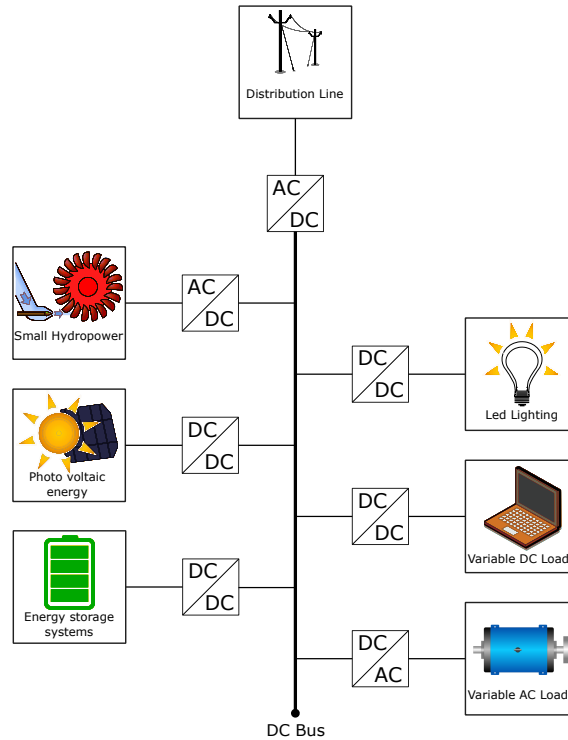 Distribution Line
AC
DC
AC
DC
Small Hydropower
DC
DC
Led Lighting
DC
DC
Photo voltaic
energy
DC
DC
Variable DC Load
DC
DC
Energy storage
systems
DC
AC
Variable AC Load
DC Bus